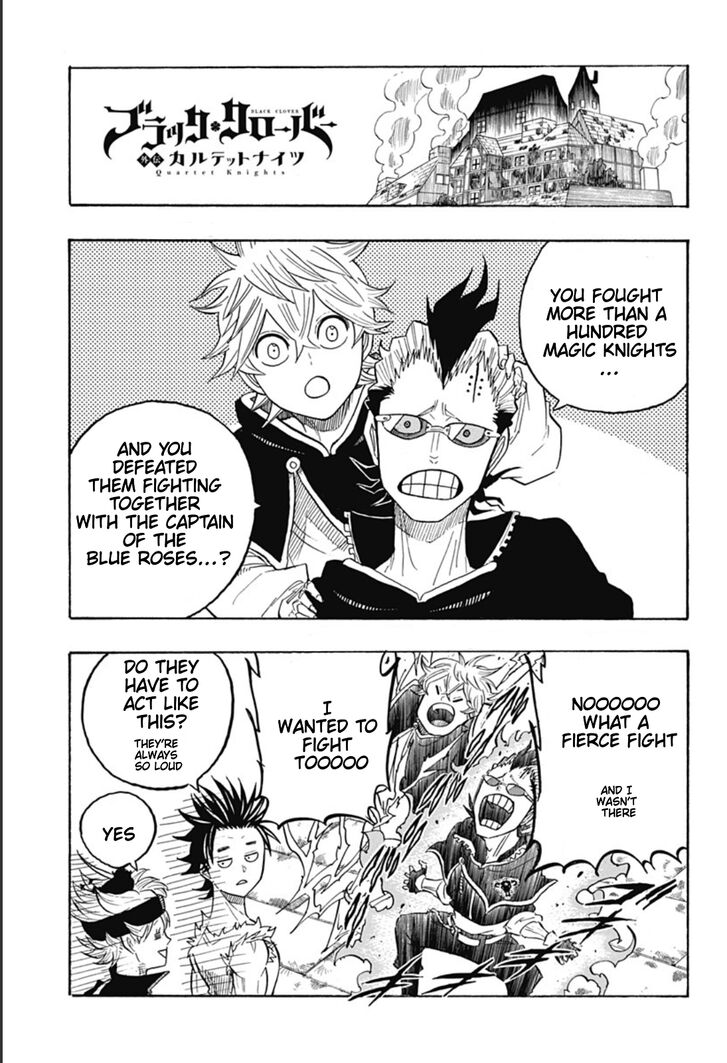 BLACK CLOVER
ブラック・クローバー
外伝 カルテットナイツ
Quartet Knights
YOU FOUGHT
MORE THAN A
HUNDRED
MAGIC KNIGHTS
...
AND YOU
DEFEATED
THEM FIGHTING
TOGETHER
WITH THE CAPTAIN
OF THE
BLUE ROSES...?
NOOOOOO
WHAT A
FIERCE FIGHT
AND I
WASN'T
THERE
I
WANTED TO
FIGHT
TOOOOO
DO THEY
HAVE TO
ACT LIKE
THIS?
THEY'RE
ALWAYS
SO LOUD
YES